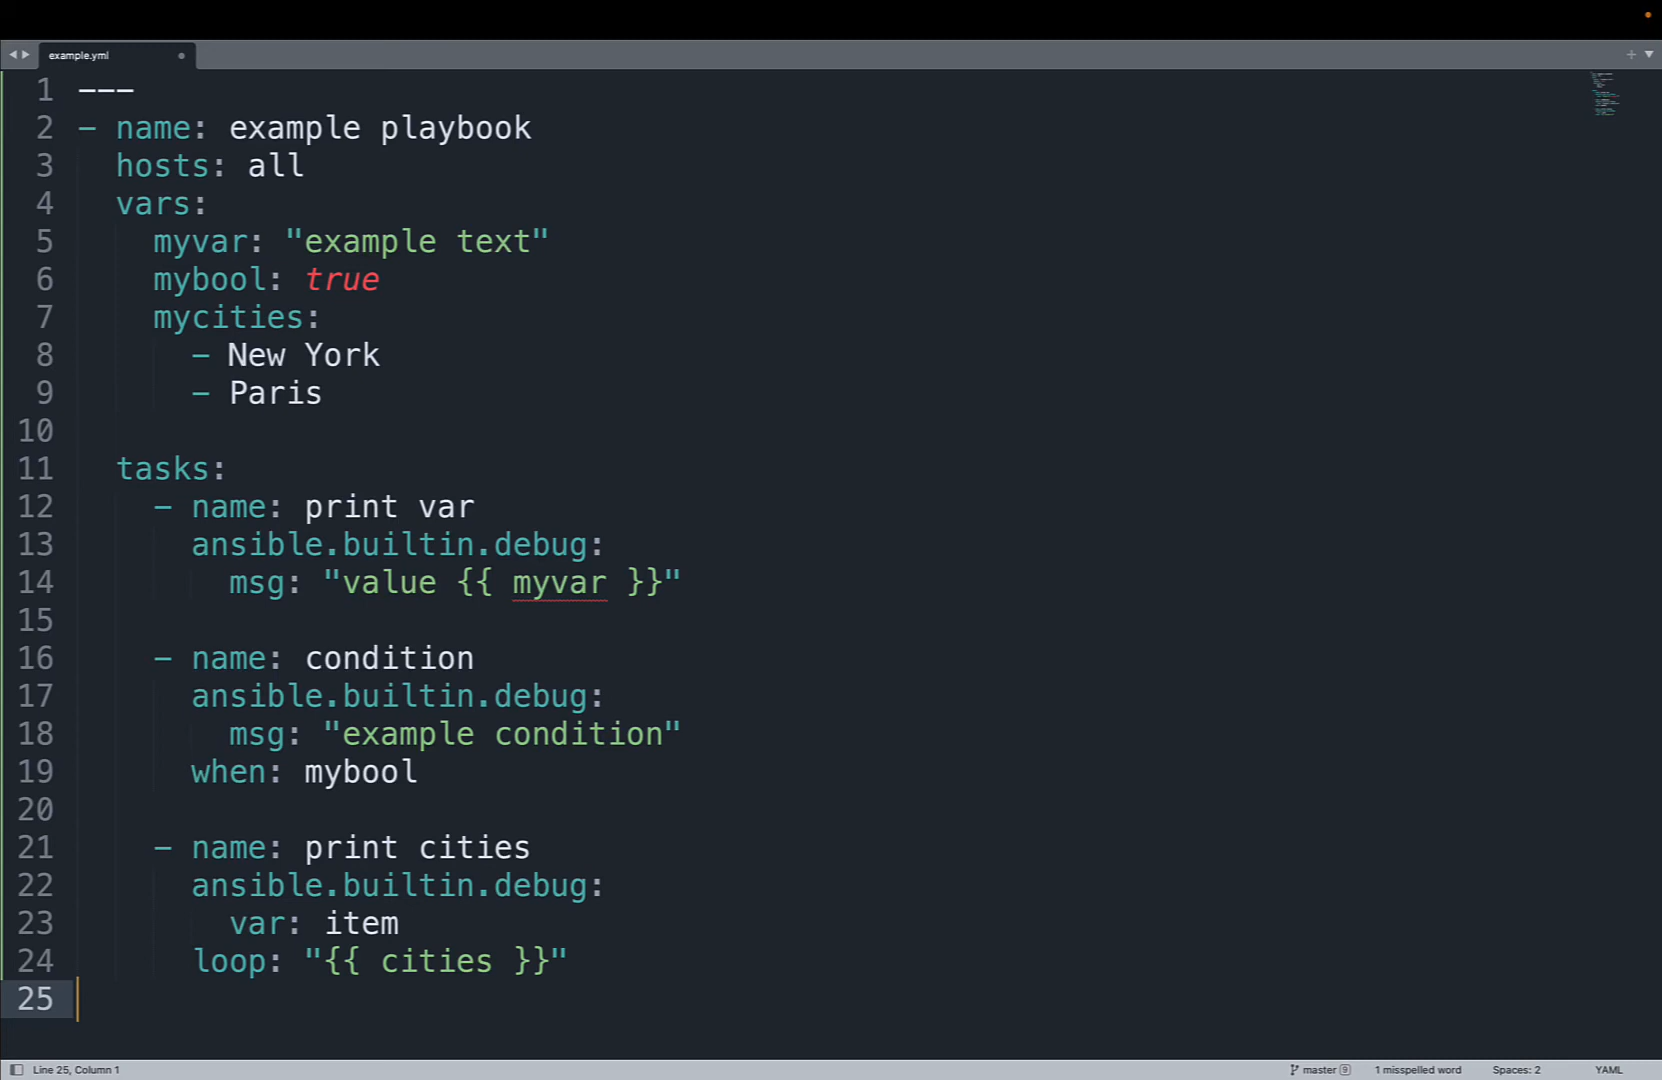 example.yml
1 ---
2 - name: example playbook
3 hosts: all
4 vars:
5 myvar: "example text"
6 mybool: true
7 mycities:
8 - New York
9 - Paris
10
11 tasks:
12 - name: print var
13 ansible.builtin.debug:
14 msg: "value {{ myvar }}"
15
16 - name: condition
17 ansible.builtin.debug:
18 msg: "example condition"
19 when: mybool
20
21 - name: print cities
22 ansible.builtin.debug:
23 var: item
24 loop: "{{ cities }}"
25
Line 25, Column 1 master 9 1 misspelled word Spaces: 2 YAML